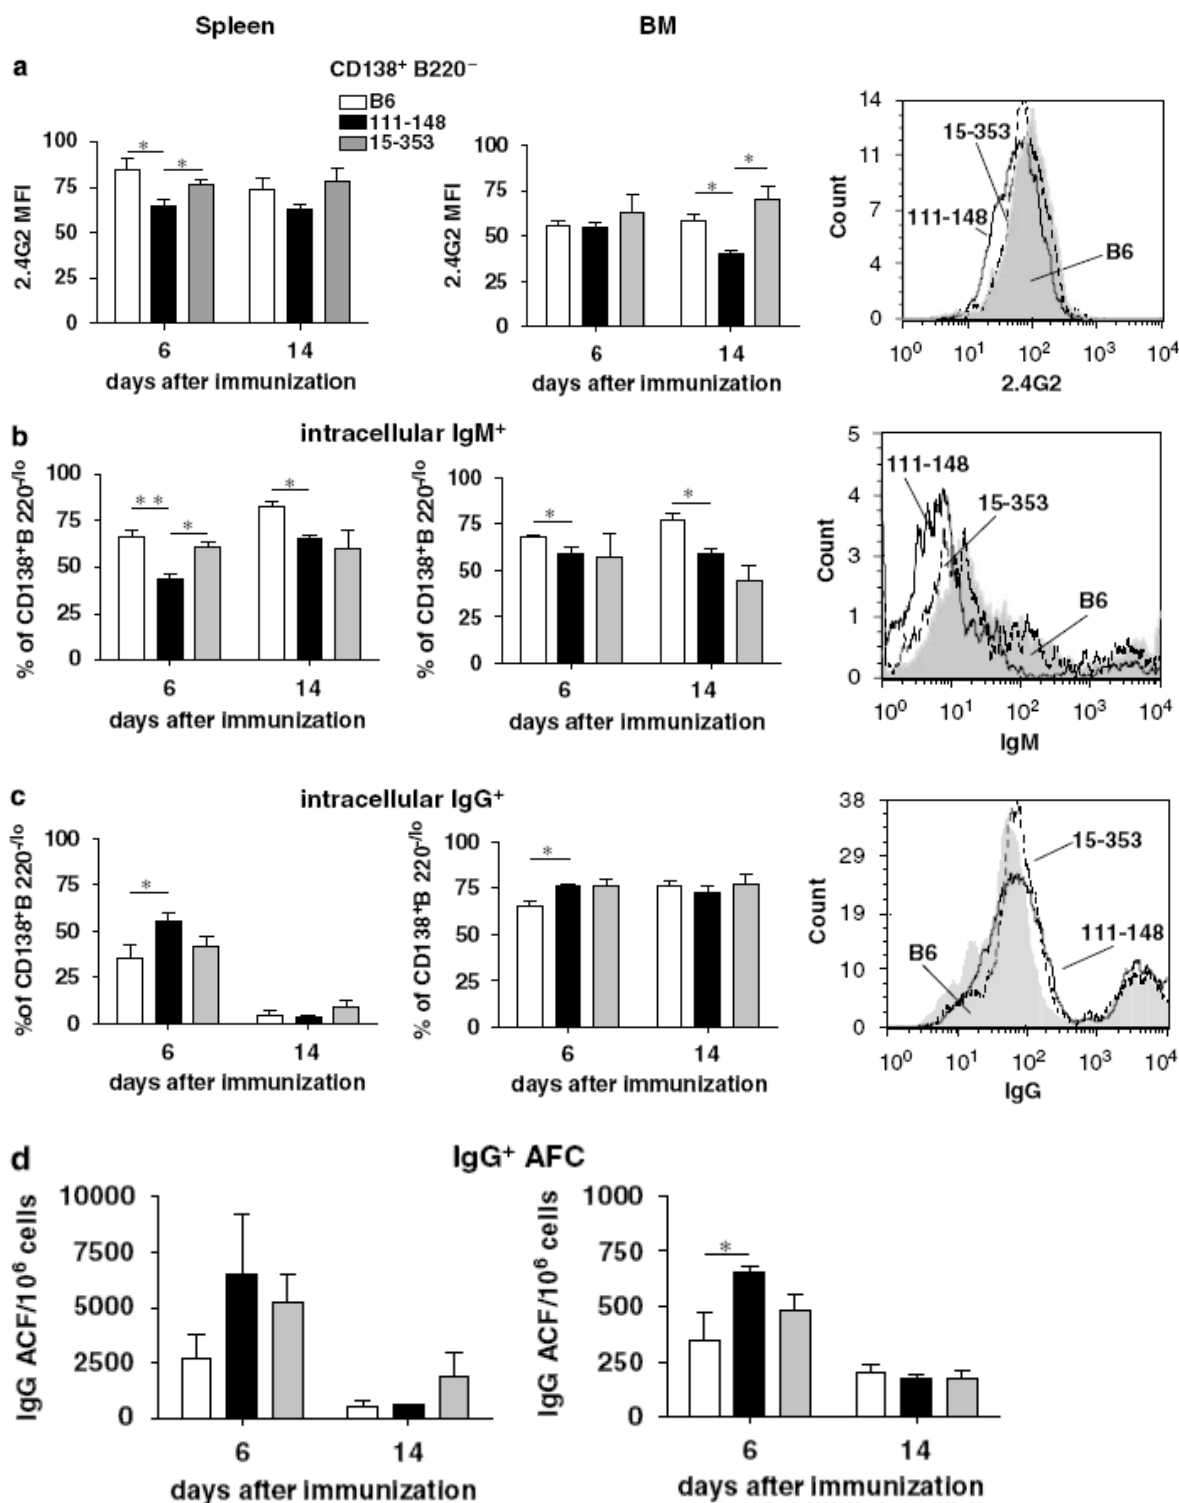 Spleen
BM
a
CD138⁺ B220⁻
B6
111-148
15-353
100
75
50
25
0
2.4G2 MFI
* *
6 14
days after immunization
100
75
50
25
0
2.4G2 MFI
* *
6 14
days after immunization
14
11
7
4
0
Count
15-353
111-148
B6
10⁰ 10¹ 10² 10³ 10⁴
2.4G2
b
intracellular IgM⁺
100
75
50
25
0
% of CD138⁺B 220⁻/ˡᵒ
** * *
6 14
days after immunization
100
75
50
25
0
% of CD138⁺B 220⁻/ˡᵒ
* *
6 14
days after immunization
5
4
3
1
0
Count
111-148
15-353
B6
10⁰ 10¹ 10² 10³ 10⁴
IgM
c
intracellular IgG⁺
100
75
50
25
0
%of CD138⁺B 220⁻/ˡᵒ
*
6 14
days after immunization
100
75
50
25
0
% of CD138⁺B 220⁻/ˡᵒ
*
6 14
days after immunization
38
29
19
10
0
Count
15-353
111-148
B6
10⁰ 10¹ 10² 10³ 10⁴
IgG
d
IgG⁺ AFC
10000
7500
5000
2500
0
IgG ACF/10⁶ cells
6 14
days after immunization
1000
750
500
250
0
IgG ACF/10⁶ cells
*
6 14
days after immunization